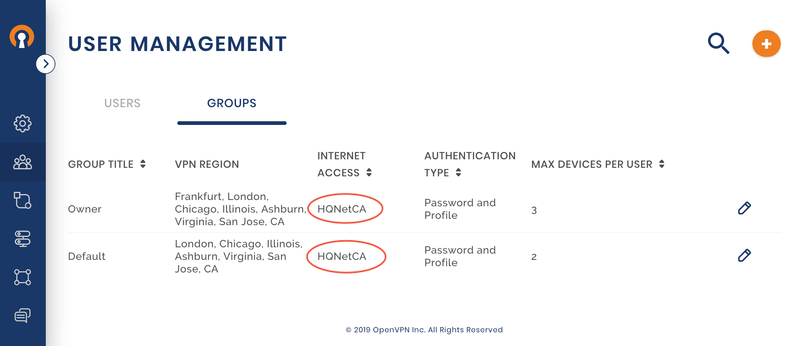 USER MANAGEMENT
USERS
GROUPS
GROUP TITLE
VPN REGION
INTERNET
ACCESS
AUTHENTICATION
TYPE
MAX DEVICES PER USER
Owner
Frankfurt, London,
Chicago, Illinois, Ashburn,
Virginia, San Jose, CA
HQNetCA
Password and
Profile
3
Default
London, Chicago, Illinois,
Ashburn, Virginia, San
Jose, CA
HQNetCA
Password and
Profile
2
© 2019 OpenVPN Inc. All Rights Reserved